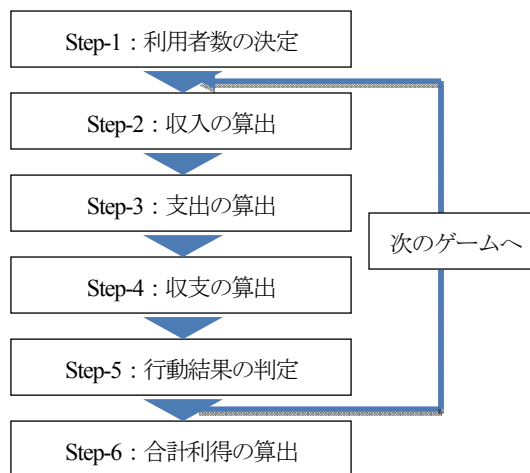 Step-1：利用者数の決定
Step-2：収入の算出
Step-3：支出の算出
次のゲームへ
Step-4：収支の算出
Step-5：行動結果の判定
Step-6：合計利得の算出